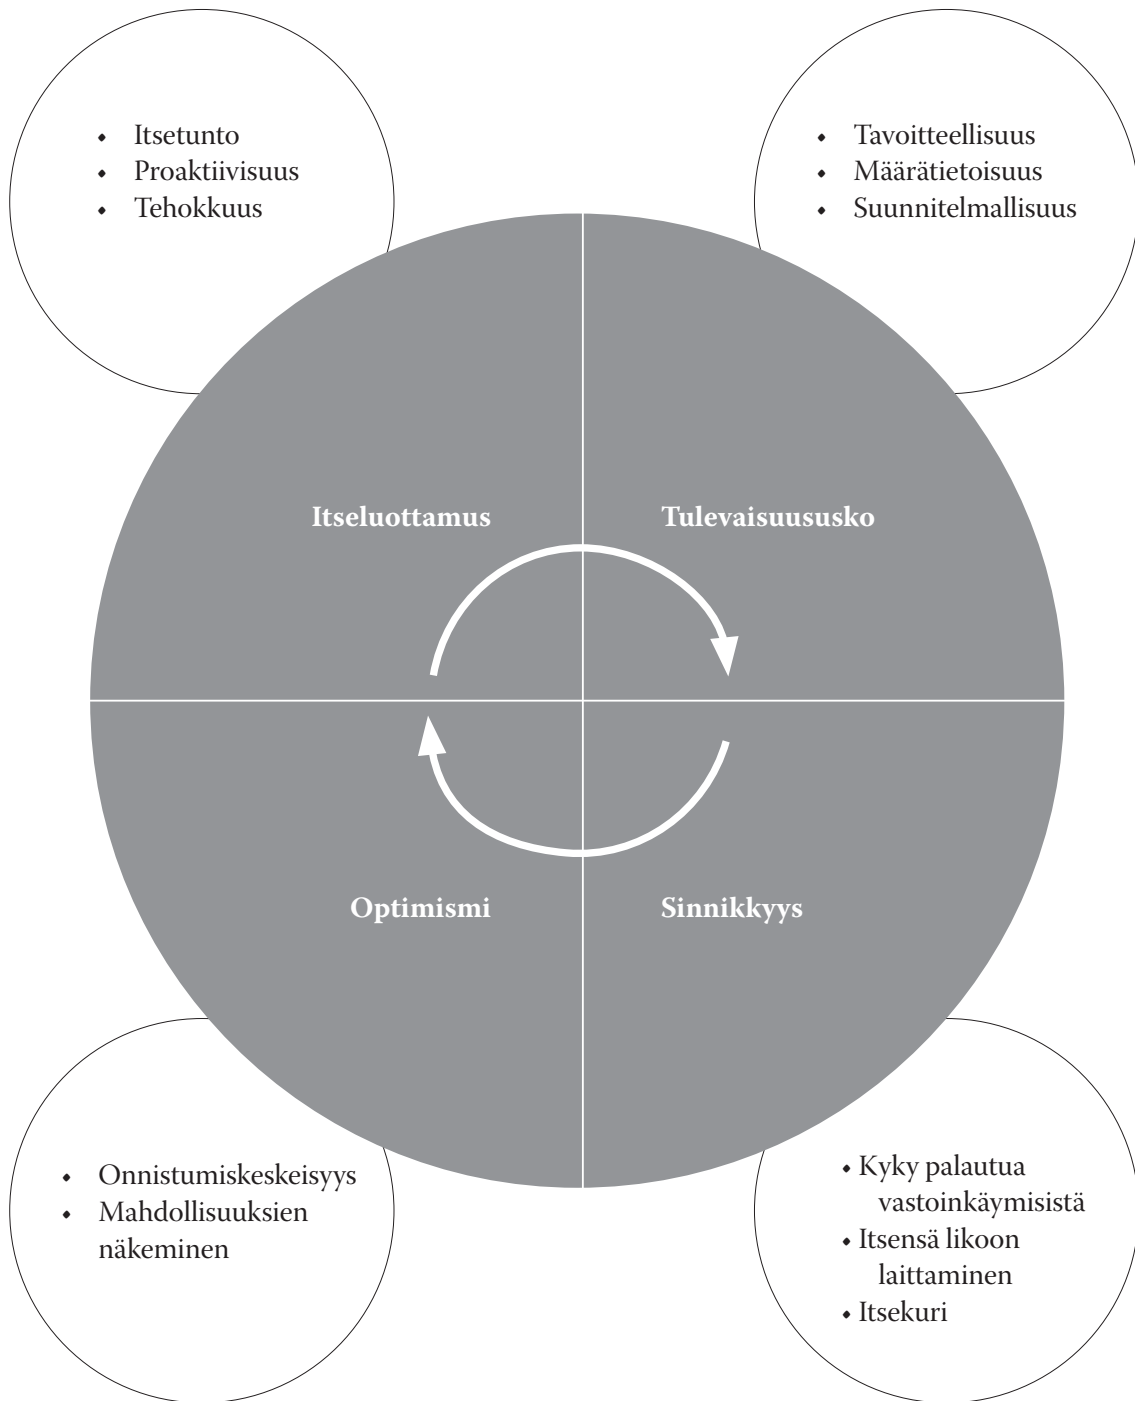 • Itsetunto
• Proaktiivisuus
• Tehokkuus
• Tavoitteellisuus
• Määrätietoisuus
• Suunnitelmallisuus
Itseluottamus
Tulevaisuususko
Optimismi
Sinnikkyys
• Onnistumiskeskeisyys
• Mahdollisuuksien
näkeminen
• Kyky palautua
vastoinkäymisistä
• Itsensä likoon
laittaminen
• Itsekuri